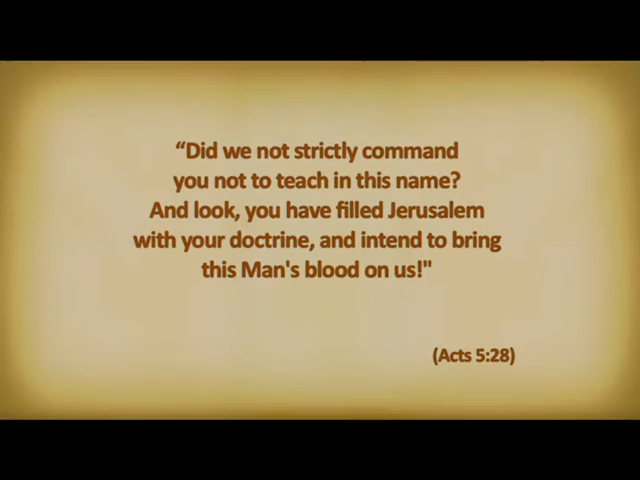 “Did we not strictly command
you not to teach in this name?
And look, you have filled Jerusalem
with your doctrine, and intend to bring
this Man's blood on us!"
(Acts 5:28)